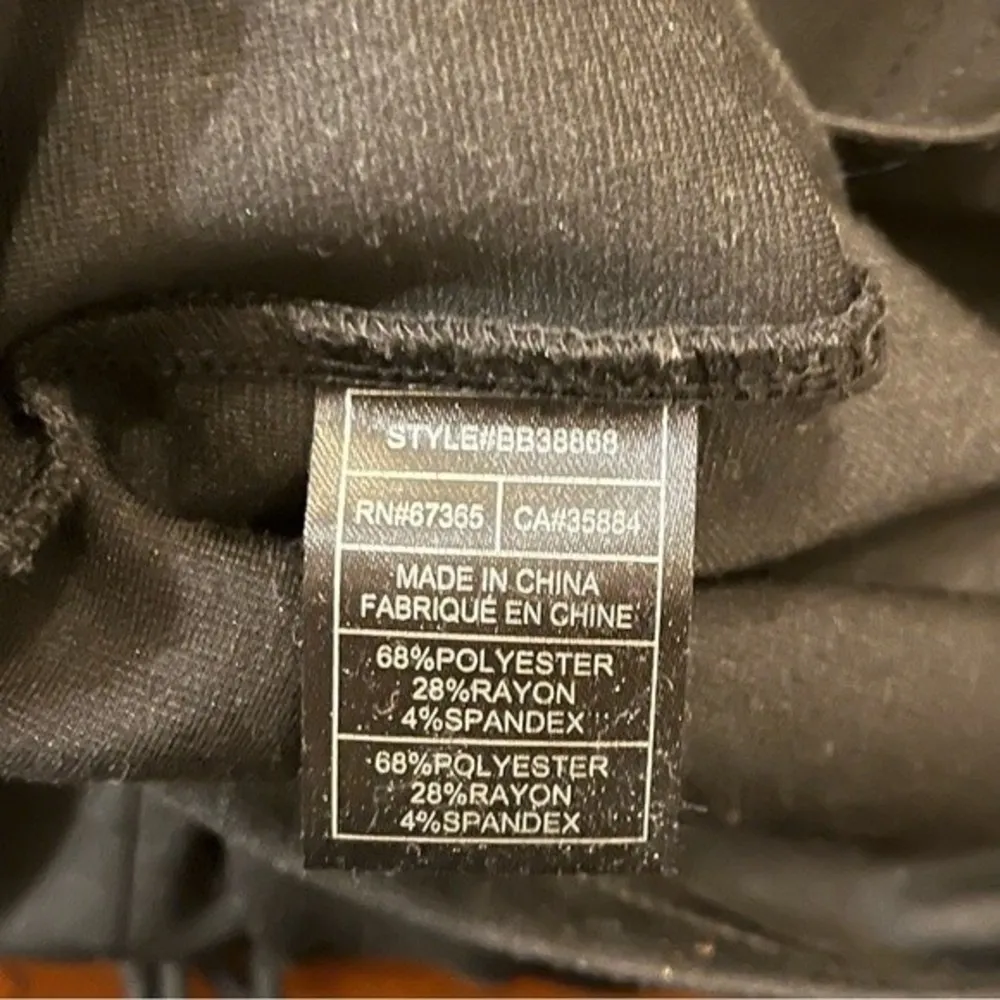 STYLE#BB38868
RN#67365 CA#35884
MADE IN CHINA
FABRIQUÉ EN CHINE
68%POLYESTER
28%RAYON
4%SPANDEX
68%POLYESTER
28%RAYON
4%SPANDEX